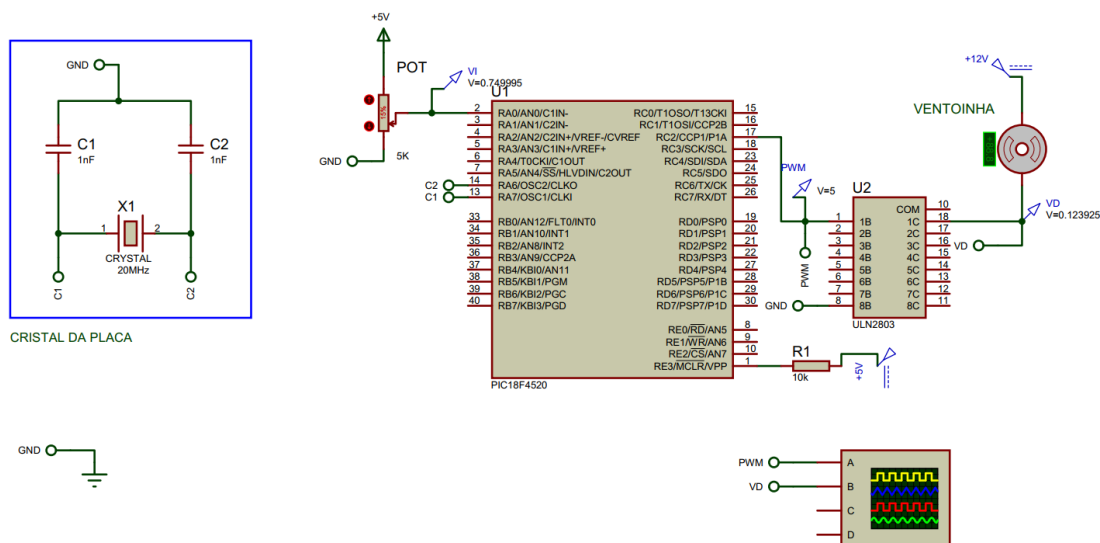 GND
C1
1nF
C2
1nF
X1
1
2
CRYSTAL
20MHz
C1
C2
CRISTAL DA PLACA
GND
+5V
POT
15%
5K
GND
VI
V=0.749995
U1
2 RA0/AN0/C1IN-
3 RA1/AN1/C2IN-
4 RA2/AN2/C2IN+/VREF-/CVREF
5 RA3/AN3/C1IN+/VREF+
6 RA4/T0CKI/C1OUT
7 RA5/AN4/SS/HLVDIN/C2OUT
C2 14 RA6/OSC2/CLKO
C1 13 RA7/OSC1/CLKI
33 RB0/AN12/FLT0/INT0
34 RB1/AN10/INT1
35 RB2/AN8/INT2
36 RB3/AN9/CCP2A
37 RB4/KBI0/AN11
38 RB5/KBI1/PGM
39 RB6/KBI2/PGC
40 RB7/KBI3/PGD
RC0/T1OSO/T13CKI 15
RC1/T1OSI/CCP2B 16
RC2/CCP1/P1A 17
RC3/SCK/SCL 18
RC4/SDI/SDA 23
RC5/SDO 24
RC6/TX/CK 25
RC7/RX/DT 26
RD0/PSP0 19
RD1/PSP1 20
RD2/PSP2 21
RD3/PSP3 22
RD4/PSP4 27
RD5/PSP5/P1B 28
RD6/PSP6/P1C 29
RD7/PSP7/P1D 30
RE0/RD/AN5 8
RE1/WR/AN6 9
RE2/CS/AN7 10
RE3/MCLR/VPP 1
PIC18F4520
R1
10k
+5V
PWM
V=5
PWM
GND
U2
COM 10
1 1B 1C 18
2 2B 2C 17
3 3B 3C 16
4 4B 4C 15
5 5B 5C 14
6 6B 6C 13
7 7B 7C 12
8 8B 8C 11
ULN2803
+12V
VENTOINHA
VD
V=0.123925
VD
PWM A
VD B
C
D